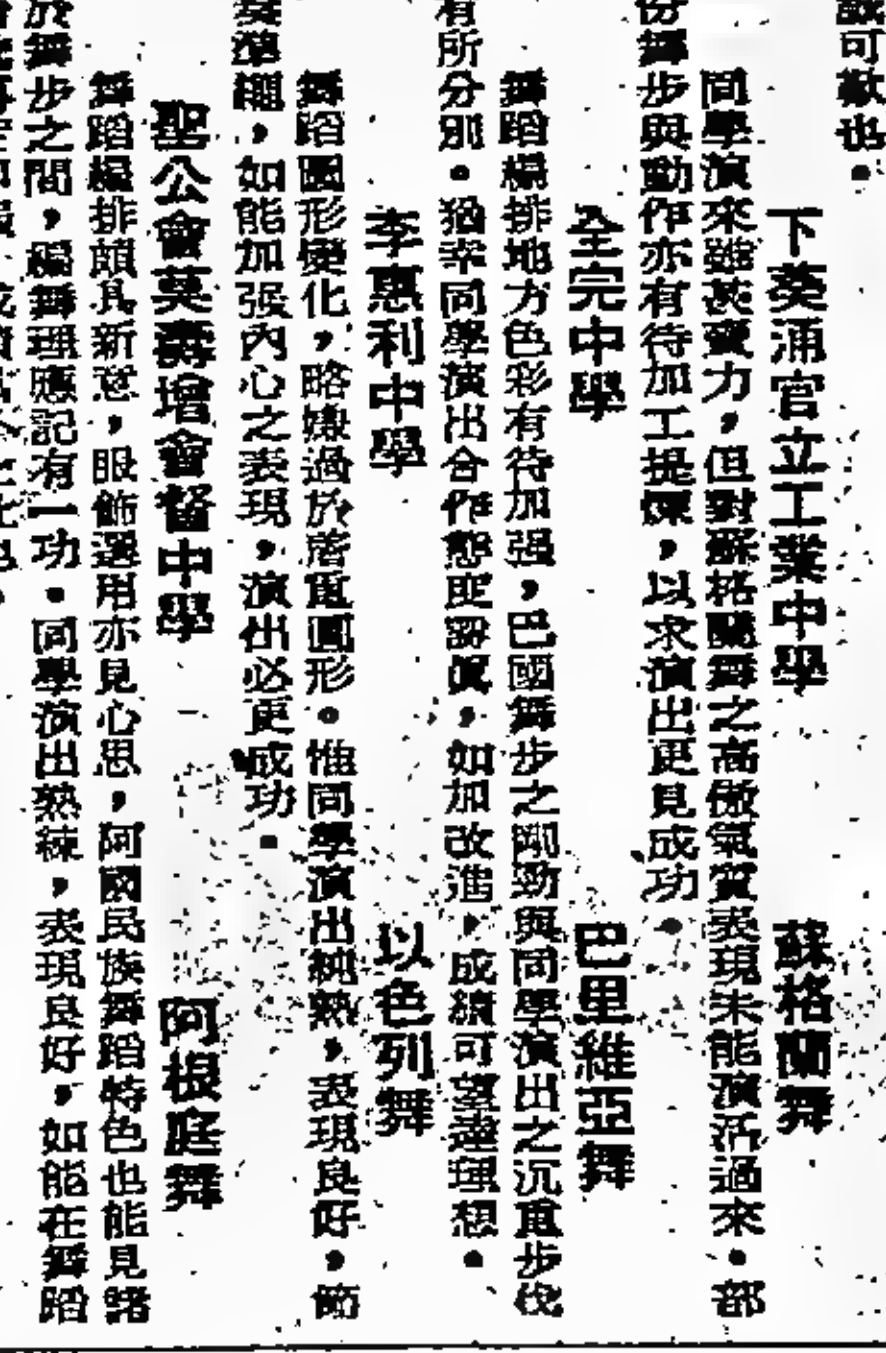 誠可歉也。
下葵涌官立工業中學 蘇格蘭舞
同學演來雖甚賣力，但對蘇格蘭舞之高傲氣質表現未能演活過來。部
份舞步與動作亦有待加工提煉，以求演出更見成功。
全完中學 巴里維亞舞
舞蹈編排地方色彩有待加强，巴國舞步之剛勁與同學演出之沉重步伐
有所分別。猶幸同學演出合作態度認眞，如加改進，成績可望達理想。
李惠利中學 以色列舞
舞蹈圖形變化，略嫌過於着重圖形。惟同學演出純熟，表現良好，節
奏準繩，如能加强內心之表現，演出必更成功。
聖公會莫壽增會督中學 阿根庭舞
舞蹈編排頗具新意，服飾選用亦見心思，阿國民族舞蹈特色也能見諸
於舞步之間，編舞理應記有一功。同學演出熟練，表現良好，如能在舞蹈